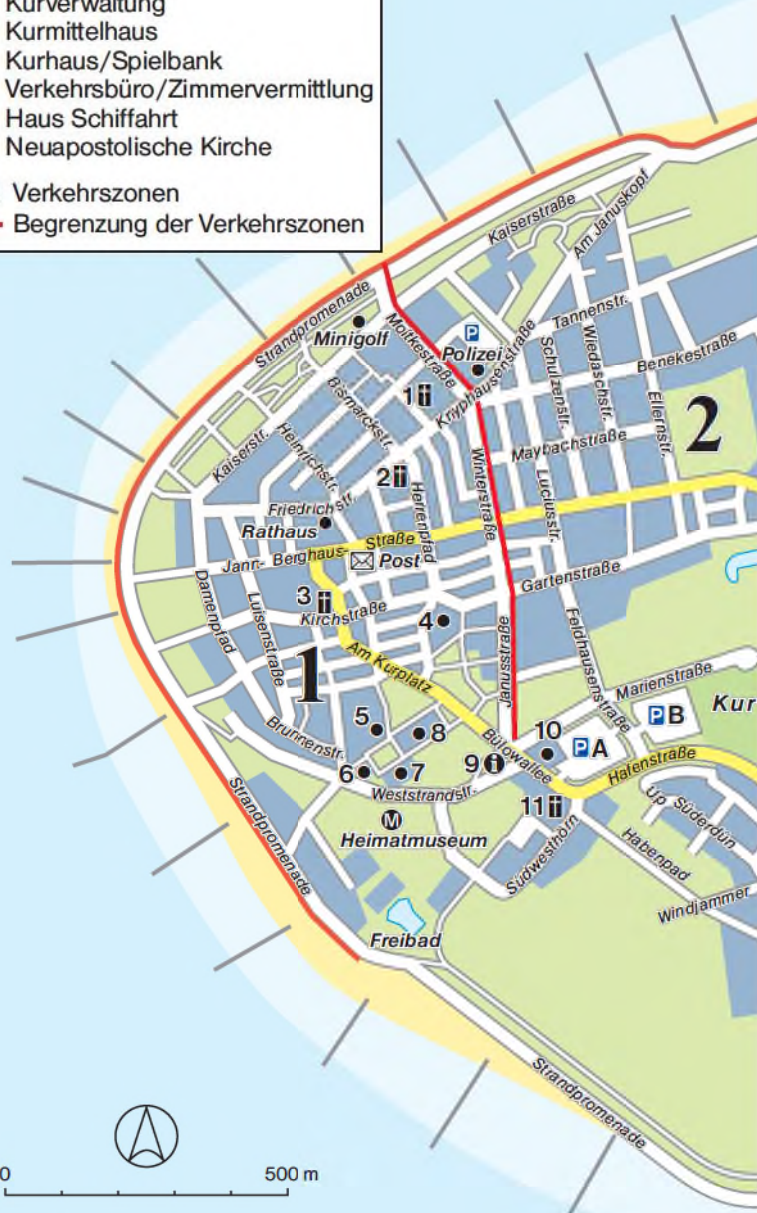 Kurverwaltung
Kurmittelhaus
Kurhaus/Spielbank
Verkehrsbüro/Zimmervermittlung
Haus Schiffahrt
Neuapostolische Kirche
Verkehrszonen
Begrenzung der Verkehrszonen
Kaiserstraße
Am Januskopf
Strandpromenade
Minigolf
Moltkestraße
P
Polizei
Tannenstr.
Wiedaschstr.
Schulzenstr.
Benekestraße
Ellernstr.
2
Bismarckstr.
1
Knyphausenstraße
Kaiserstr.
Heinrichstr.
Maybachstraße
2
Herrenpfad
Winterstraße
Luciusstr.
Friedrichstr.
Rathaus
Jann- Berghaus- Straße
Post
Gartenstraße
Damenpfad
Luisenstraße
3
Kirchstraße
4
Janusstraße
Feldhausenstraße
1
Am Kurplatz
Marienstraße
Kur
5
8
10
P A
P B
Brunnenstr.
Bülowallee
9
6
7
Hafenstraße
Weststrandstr.
11
M
Heimatmuseum
Up Süderdün
Strandpromenade
Südwesthörn
Habenpad
Windjammer
Freibad
Strandpromenade
0
500 m